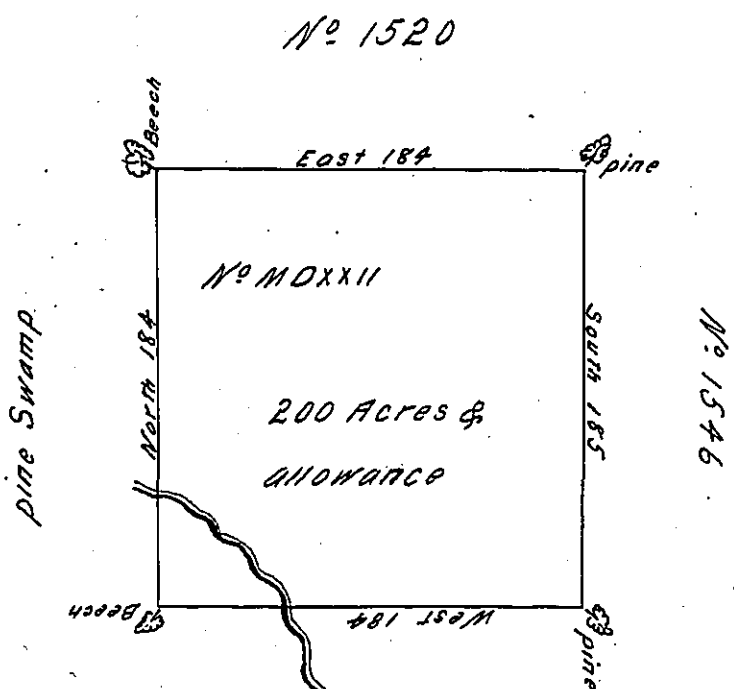 Nº 1520
Beech
East 184
pine
Nº MDXXII
pine Swamp
North 184
South 185
Nº 1546
200 Acres &
allowance
Beech
West 184
pine